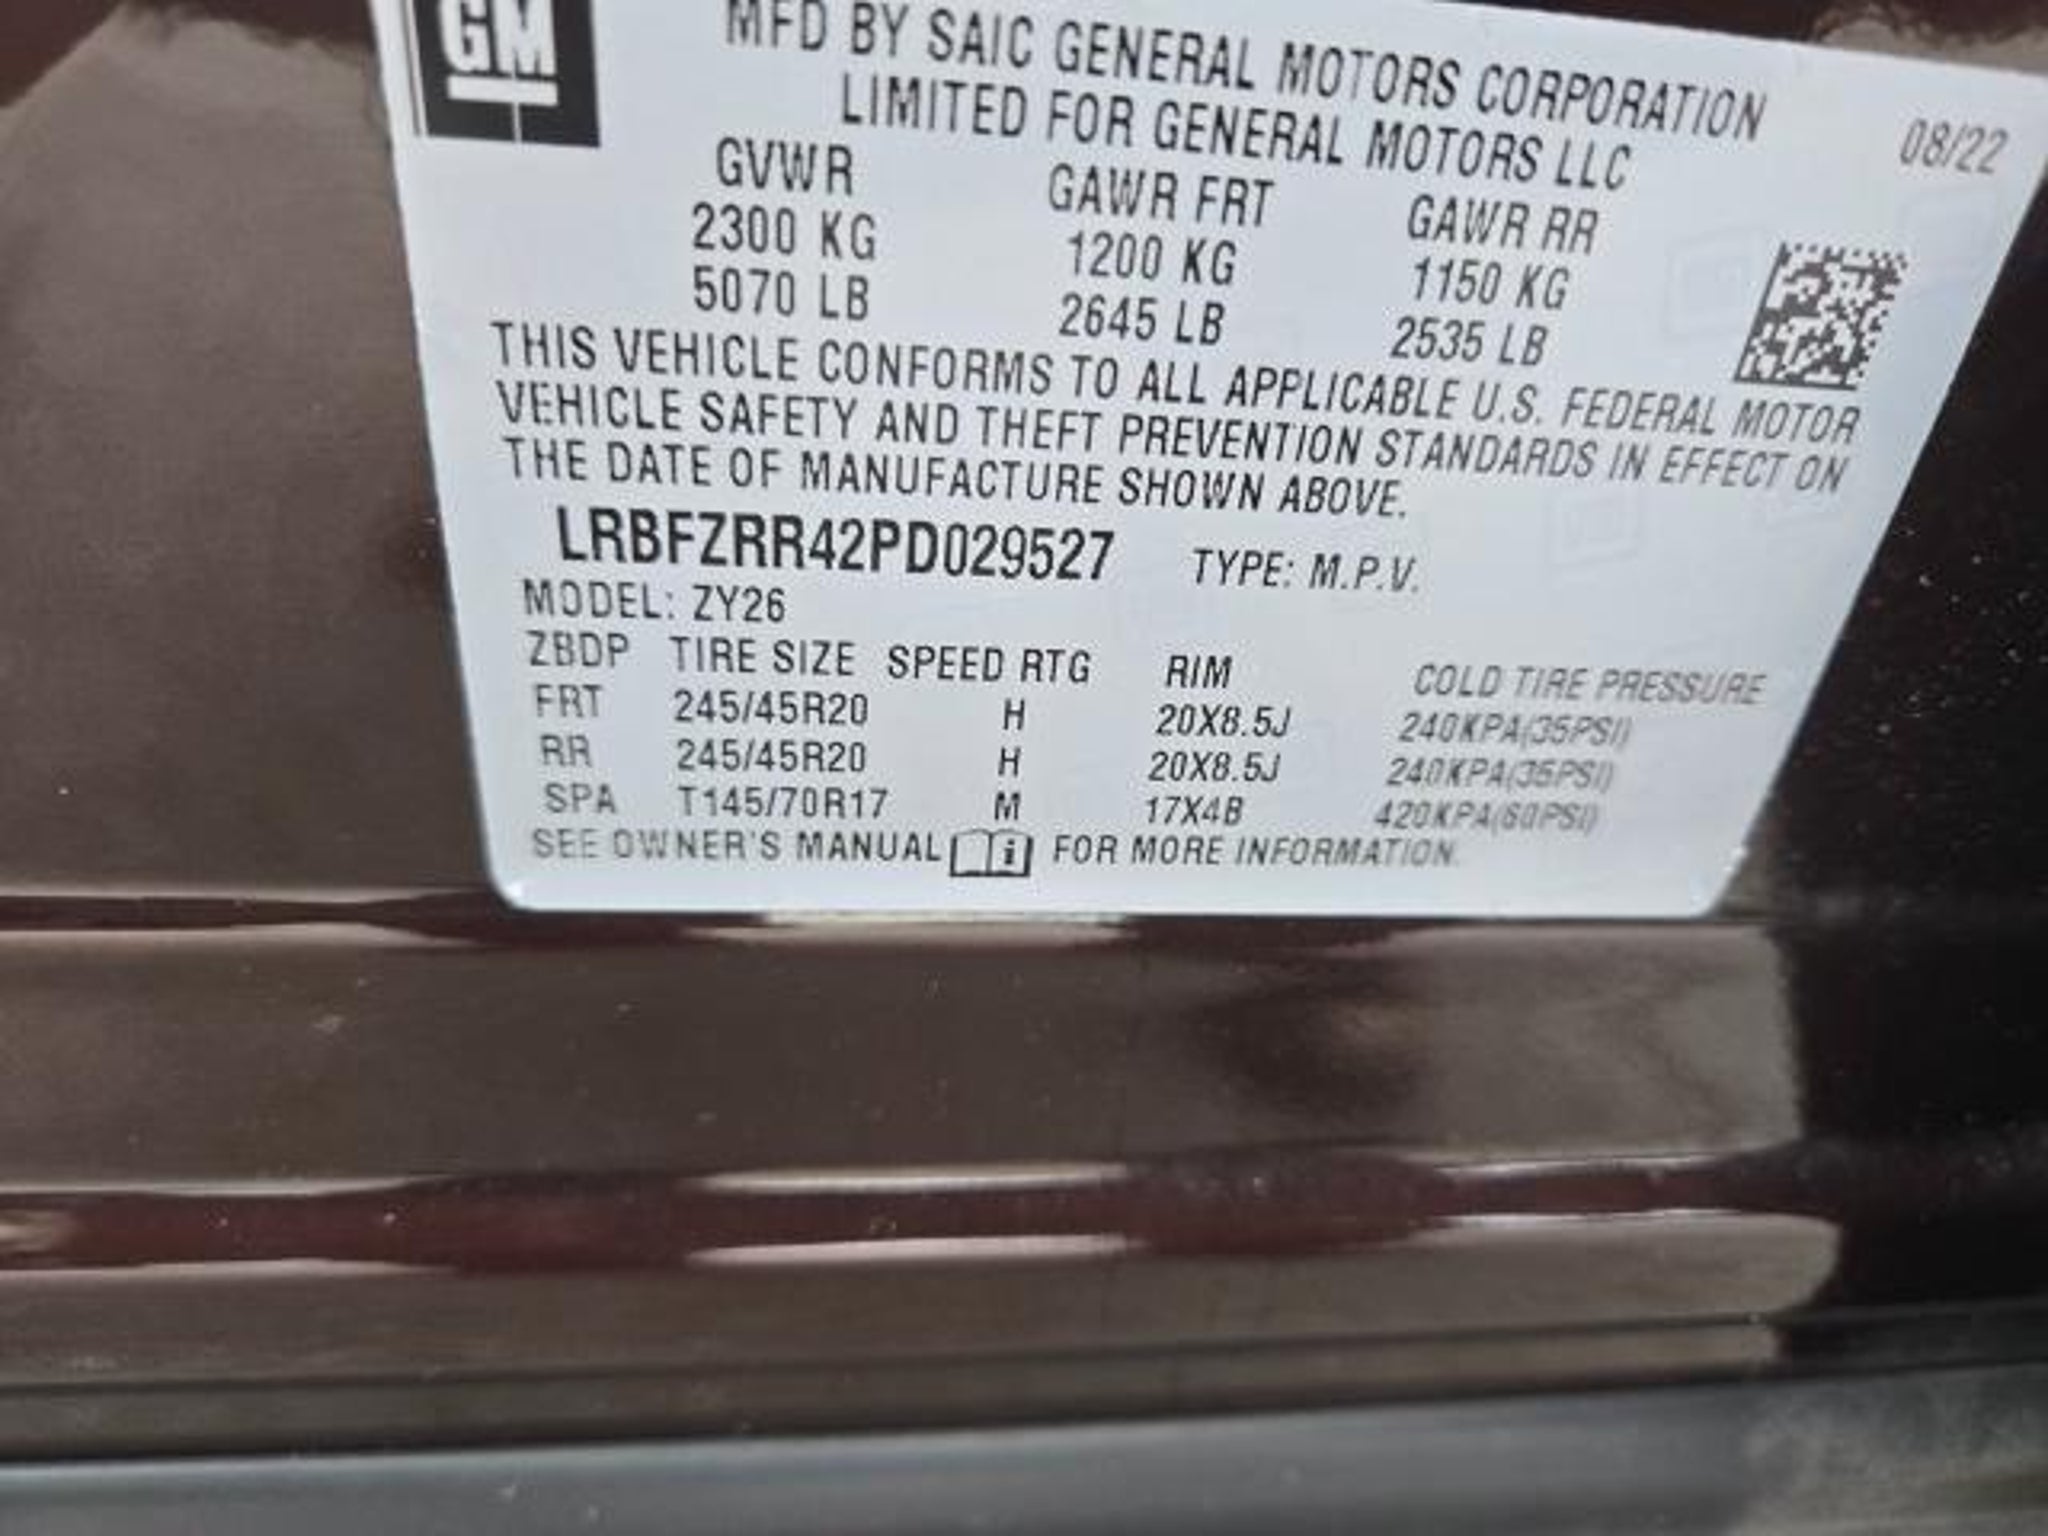 GM
MFD BY SAIC GENERAL MOTORS CORPORATION
LIMITED FOR GENERAL MOTORS LLC
08/22
GVWR GAWR FRT GAWR RR
2300 KG 1200 KG 1150 KG
5070 LB 2645 LB 2535 LB
THIS VEHICLE CONFORMS TO ALL APPLICABLE U.S. FEDERAL MOTOR
VEHICLE SAFETY AND THEFT PREVENTION STANDARDS IN EFFECT ON
THE DATE OF MANUFACTURE SHOWN ABOVE.
LRBFZRR42PD029527 TYPE: M.P.V.
MODEL: ZY26
ZBDP TIRE SIZE SPEED RTG RIM COLD TIRE PRESSURE
FRT 245/45R20 H 20X8.5J 240KPA(35PSI)
RR 245/45R20 H 20X8.5J 240KPA(35PSI)
SPA T145/70R17 M 17X4B 420KPA(60PSI)
SEE OWNER'S MANUAL i FOR MORE INFORMATION.